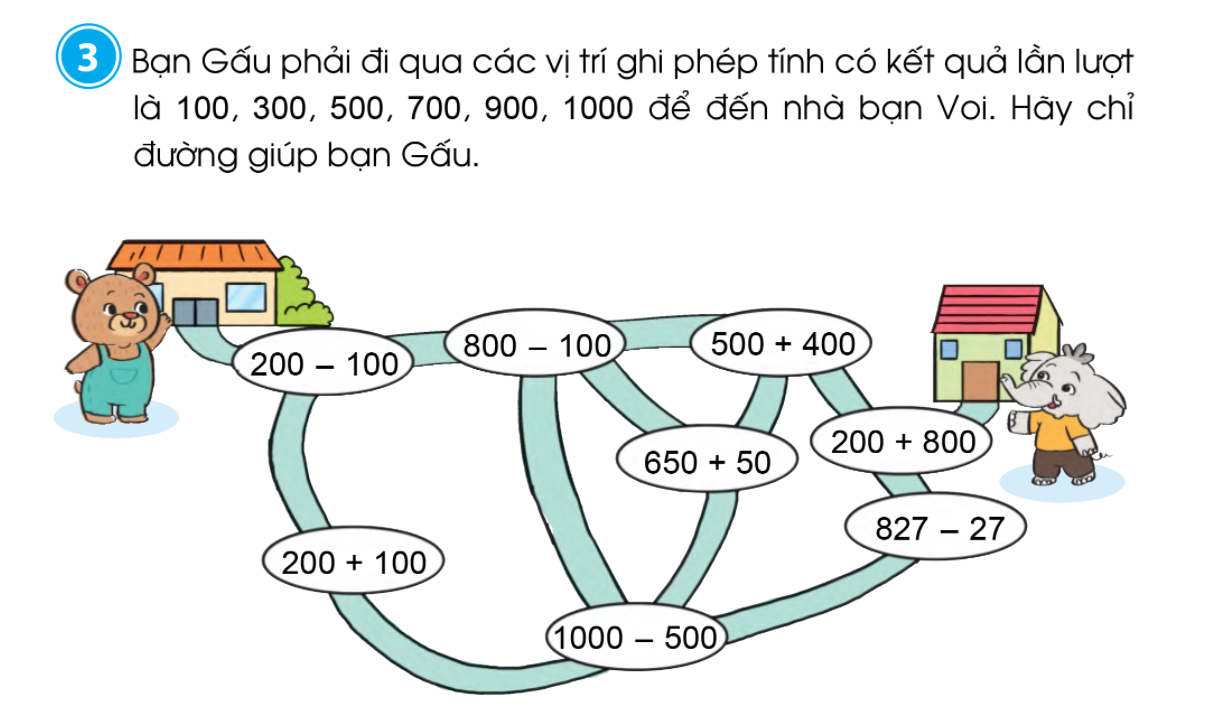 3 Bạn Gấu phải đi qua các vị trí ghi phép tính có kết quả lần lượt
là 100, 300, 500, 700, 900, 1000 để đến nhà bạn Voi. Hãy chỉ
đường giúp bạn Gấu.
200 – 100
800 – 100
500 + 400
650 + 50
200 + 800
827 – 27
200 + 100
1000 – 500